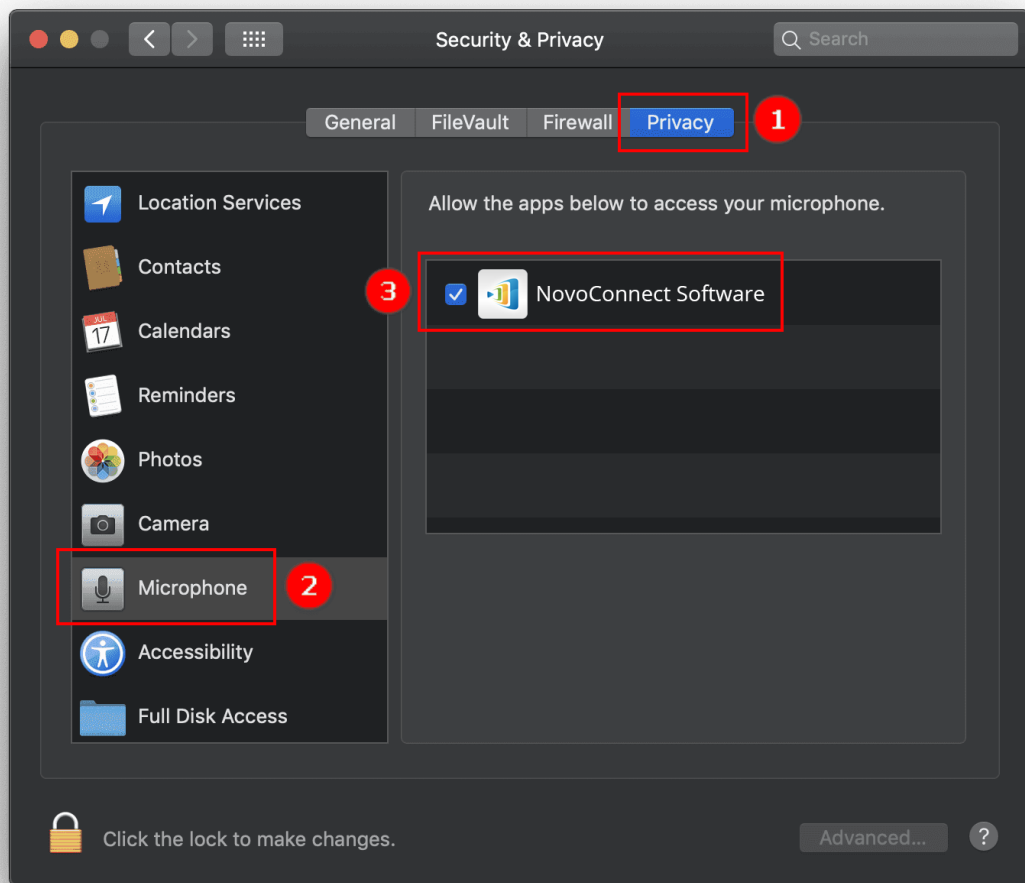 Security & Privacy
Search
General
FileVault
Firewall
Privacy
1
Location Services
Contacts
JUL
17
Calendars
Reminders
Photos
Camera
Microphone
2
Accessibility
Full Disk Access
Allow the apps below to access your microphone.
3
NovoConnect Software
Click the lock to make changes.
Advanced...
?